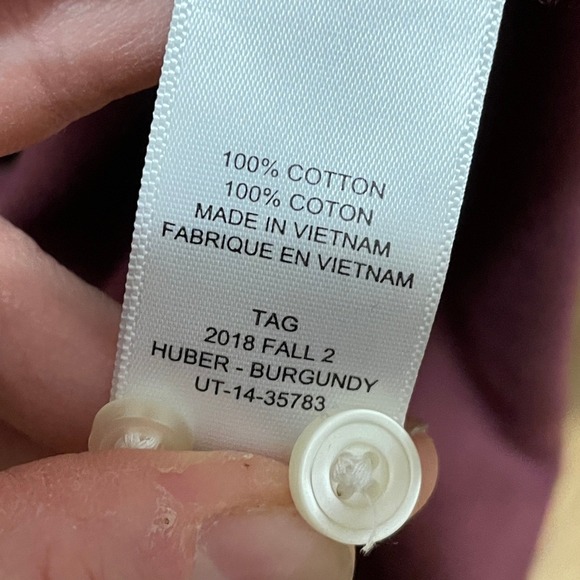 100% COTTON
100% COTON
MADE IN VIETNAM
FABRIQUE EN VIETNAM
TAG
2018 FALL 2
HUBER - BURGUNDY
UT-14-35783